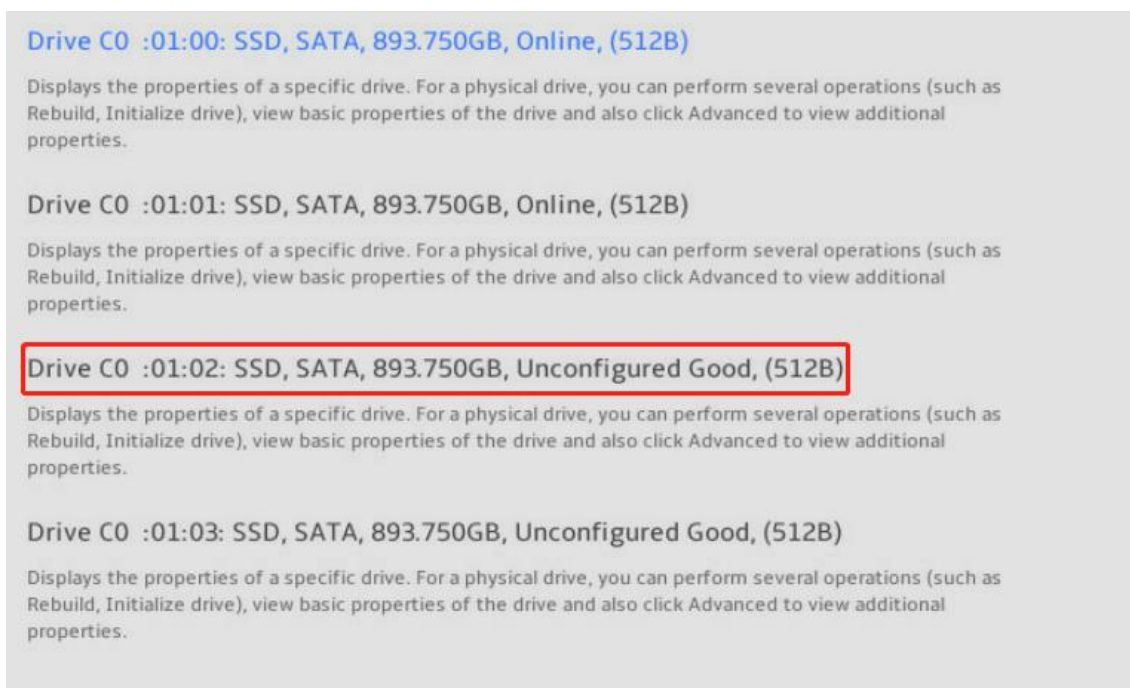 Drive C0  :01:00: SSD, SATA, 893.750GB, Online, (512B)
Displays the properties of a specific drive. For a physical drive, you can perform several operations (such as
Rebuild, Initialize drive), view basic properties of the drive and also click Advanced to view additional
properties.
Drive C0  :01:01: SSD, SATA, 893.750GB, Online, (512B)
Displays the properties of a specific drive. For a physical drive, you can perform several operations (such as
Rebuild, Initialize drive), view basic properties of the drive and also click Advanced to view additional
properties.
Drive C0  :01:02: SSD, SATA, 893.750GB, Unconfigured Good, (512B)
Displays the properties of a specific drive. For a physical drive, you can perform several operations (such as
Rebuild, Initialize drive), view basic properties of the drive and also click Advanced to view additional
properties.
Drive C0  :01:03: SSD, SATA, 893.750GB, Unconfigured Good, (512B)
Displays the properties of a specific drive. For a physical drive, you can perform several operations (such as
Rebuild, Initialize drive), view basic properties of the drive and also click Advanced to view additional
properties.